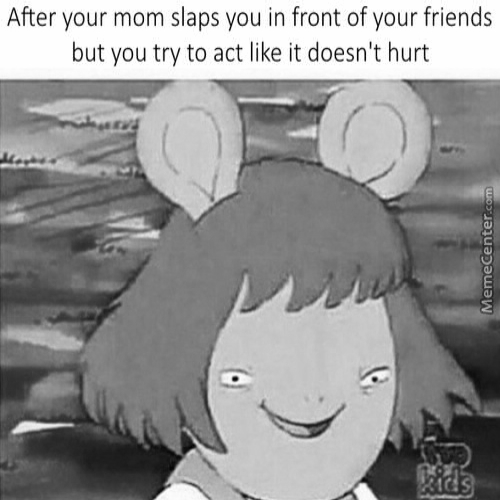 After your mom slaps you in front of your friends
but you try to act like it doesn't hurt
MemeCenter.com
tvo
kids